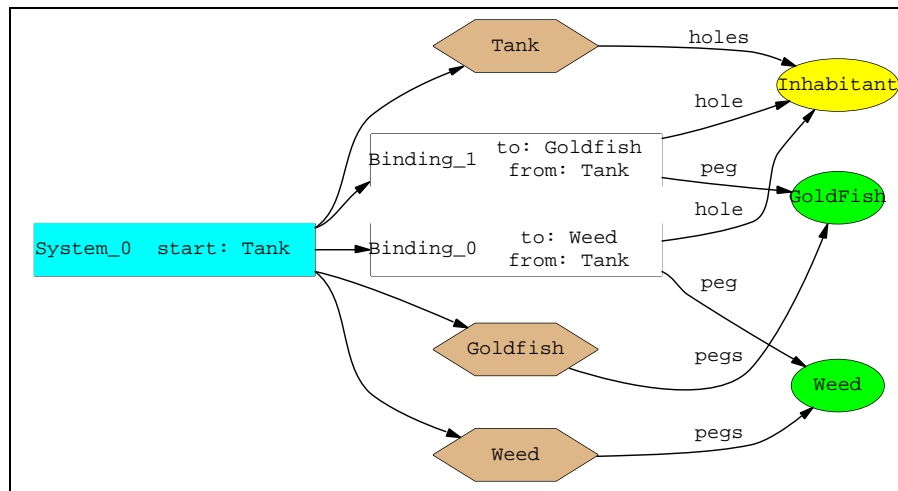 Tank
holes
Inhabitant
hole
Binding_1 to: Goldfish
from: Tank
peg
GoldFish
hole
System_0 start: Tank
Binding_0 to: Weed
from: Tank
peg
Goldfish
pegs
Weed
pegs
Weed